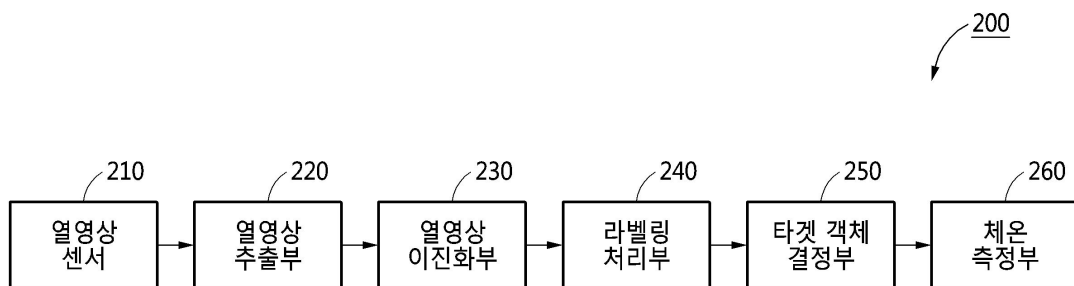 200
210
220
230
240
250
260
열영상
센서
열영상
추출부
열영상
이진화부
라벨링
처리부
타겟 객체
결정부
체온
측정부